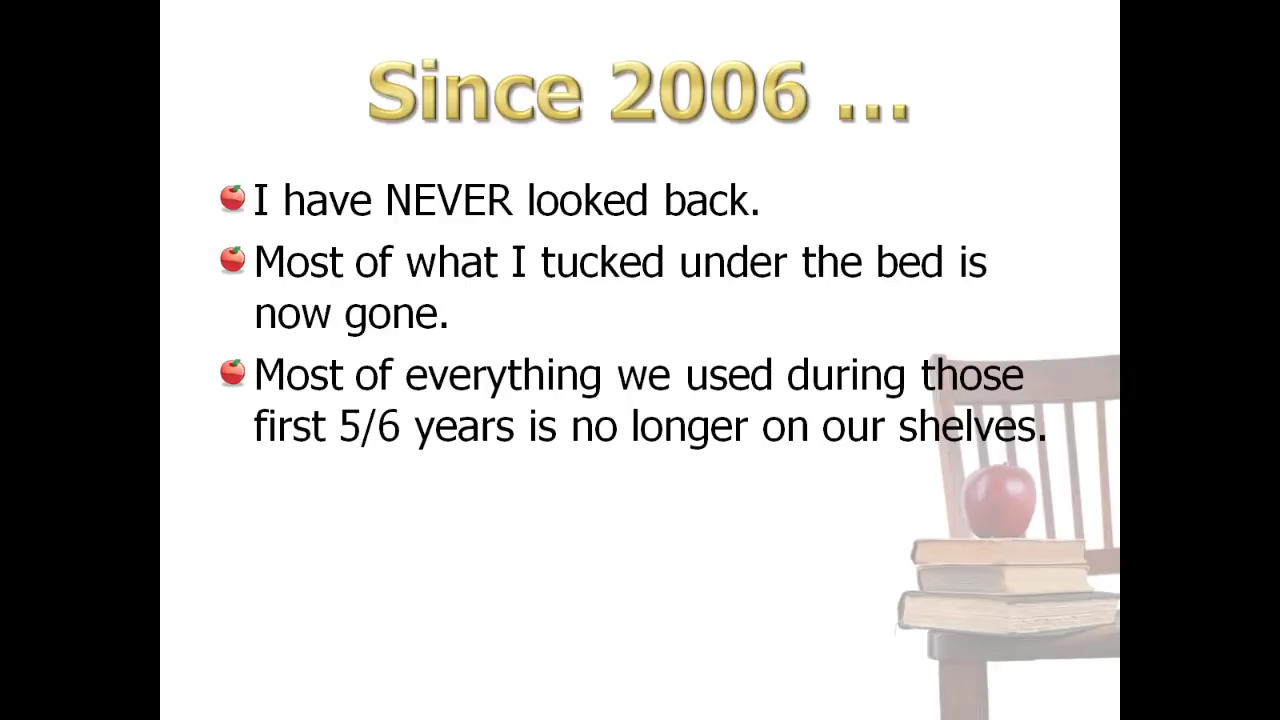 Since 2006 ...
I have NEVER looked back.
Most of what I tucked under the bed is
now gone.
Most of everything we used during those
first 5/6 years is no longer on our shelves.